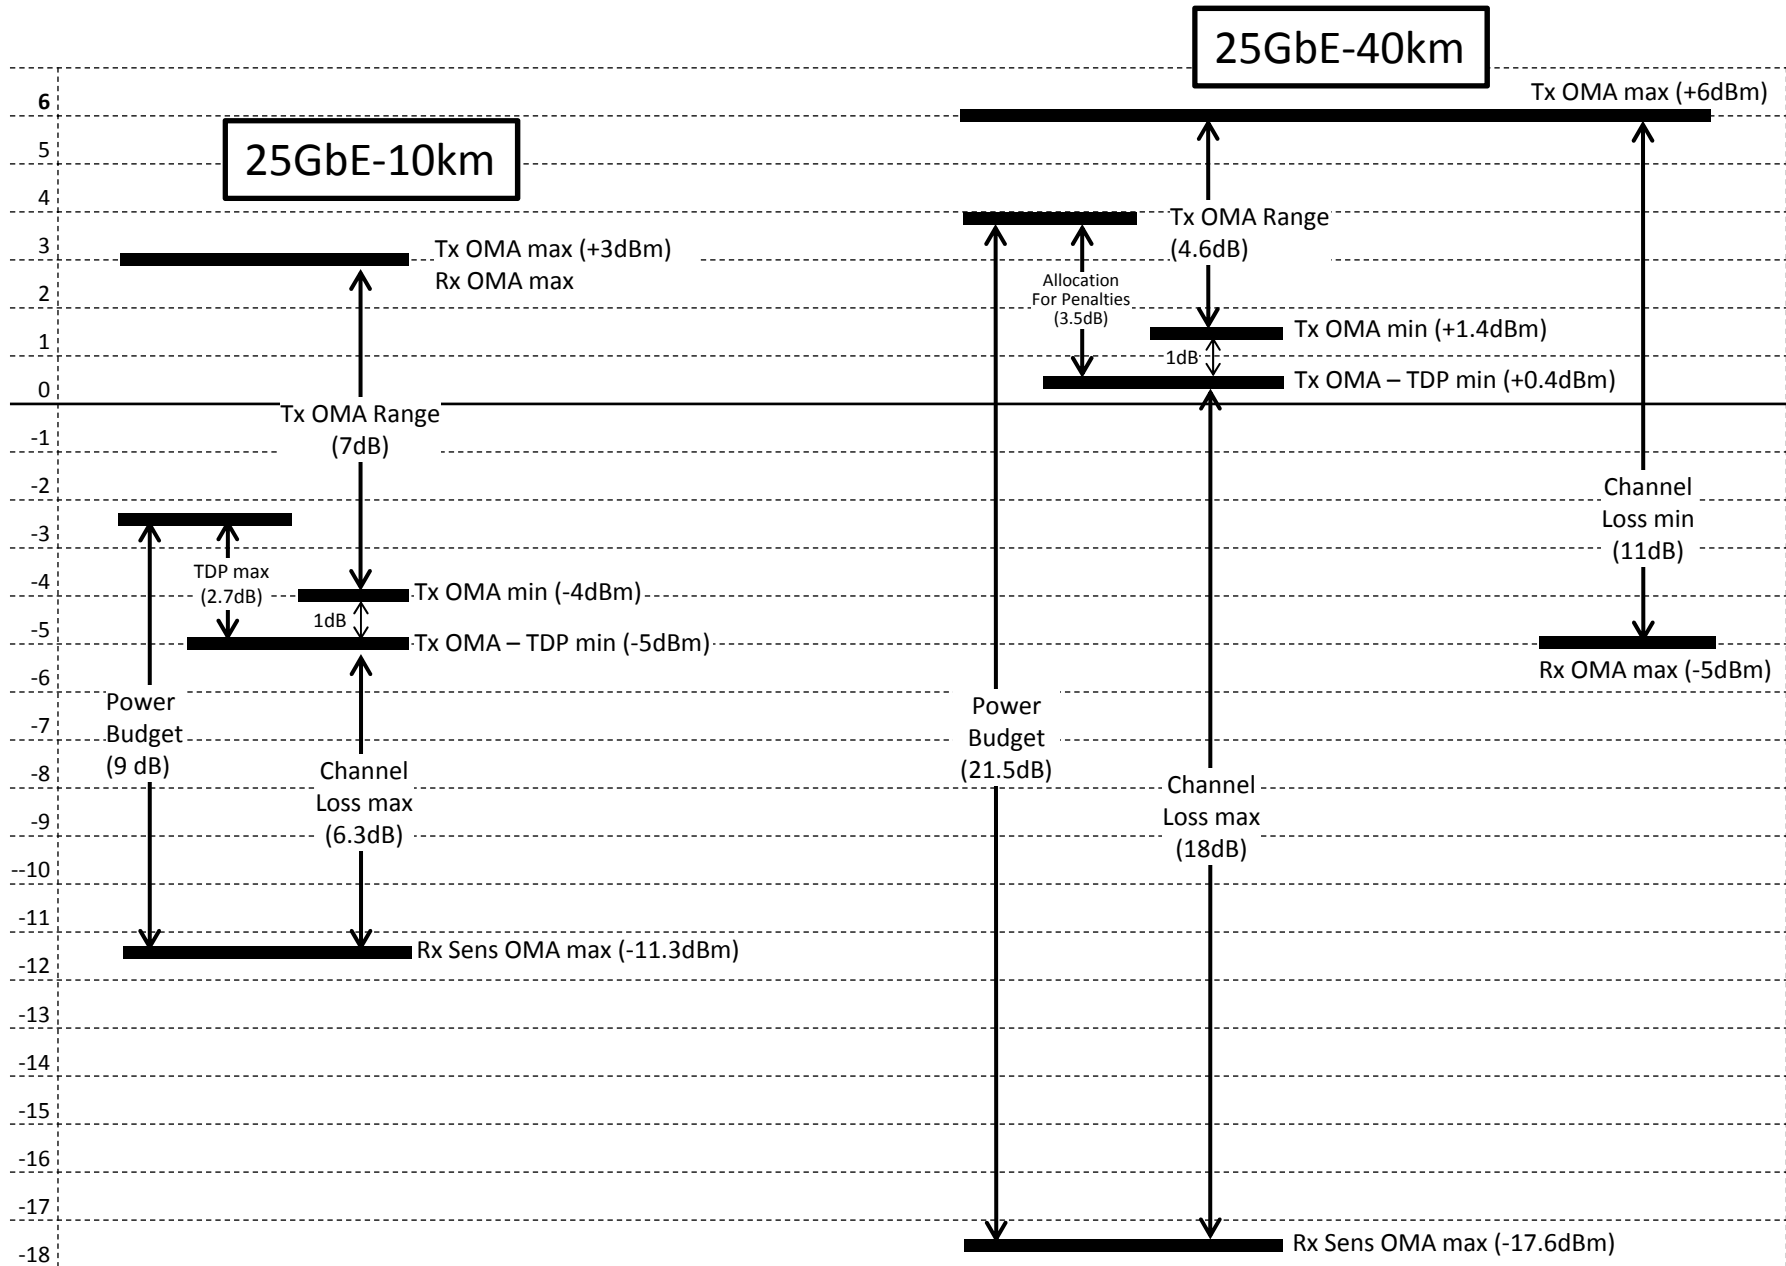 25GbE-40km
25GbE-10km
6
5
4
3
2
1
0
-1
-2
-3
-4
-5
-6
-7
-8
-9
--10
-11
-12
-13
-14
-15
-16
-17
-18
Tx OMA max (+3dBm)
Rx OMA max
Tx OMA Range
(7dB)
TDP max
(2.7dB)
Tx OMA min (-4dBm)
1dB
Tx OMA – TDP min (-5dBm)
Power
Budget
(9 dB)
Channel
Loss max
(6.3dB)
Rx Sens OMA max (-11.3dBm)
Tx OMA max (+6dBm)
Tx OMA Range
(4.6dB)
Allocation
For Penalties
(3.5dB)
Tx OMA min (+1.4dBm)
1dB
Tx OMA – TDP min (+0.4dBm)
Channel
Loss min
(11dB)
Rx OMA max (-5dBm)
Power
Budget
(21.5dB)
Channel
Loss max
(18dB)
Rx Sens OMA max (-17.6dBm)